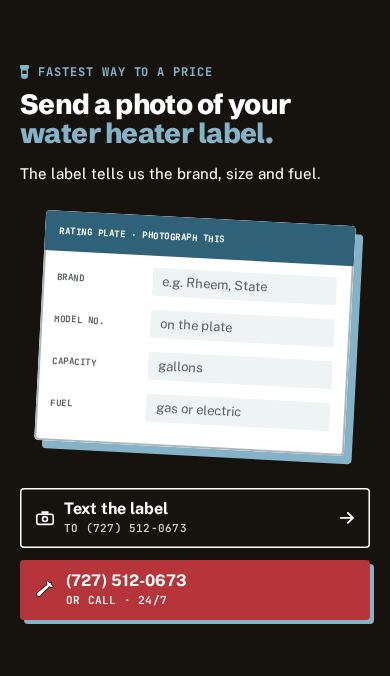 FASTEST WAY TO A PRICE
Send a photo of your
water heater label.
The label tells us the brand, size and fuel.
RATING PLATE · PHOTOGRAPH THIS
BRAND e.g. Rheem, State
MODEL NO. on the plate
CAPACITY gallons
FUEL gas or electric
Text the label
TO (727) 512-0673
(727) 512-0673
OR CALL · 24/7